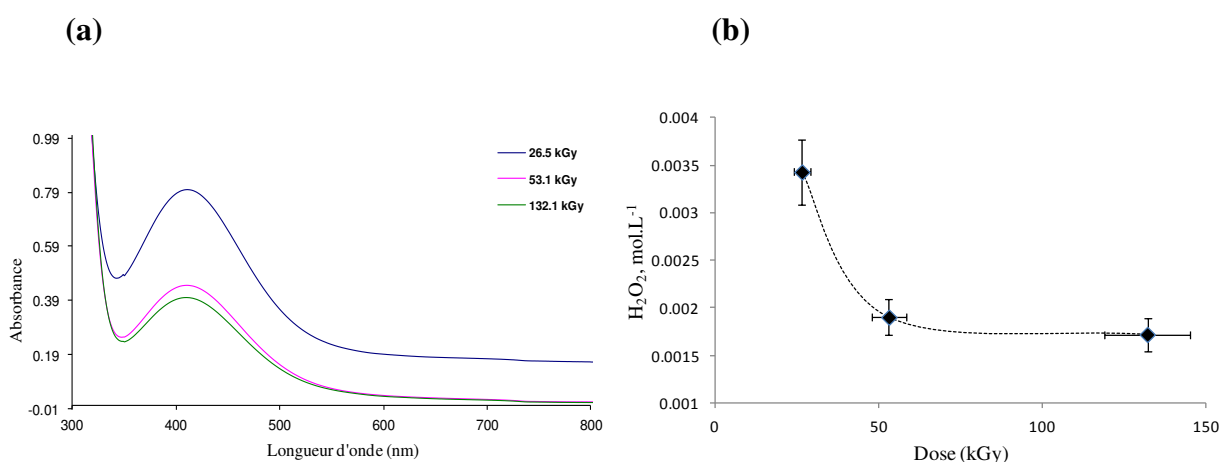 (a)
0.99
0.79
0.59
0.39
0.19
-0.01
Absorbance
300
400
500
600
700
800
Longueur d'onde (nm)
26.5 kGy
53.1 kGy
132.1 kGy
(b)
0.004
0.0035
0.003
0.0025
0.002
0.0015
0.001
H2O2, mol.L-1
0
50
100
150
Dose (kGy)